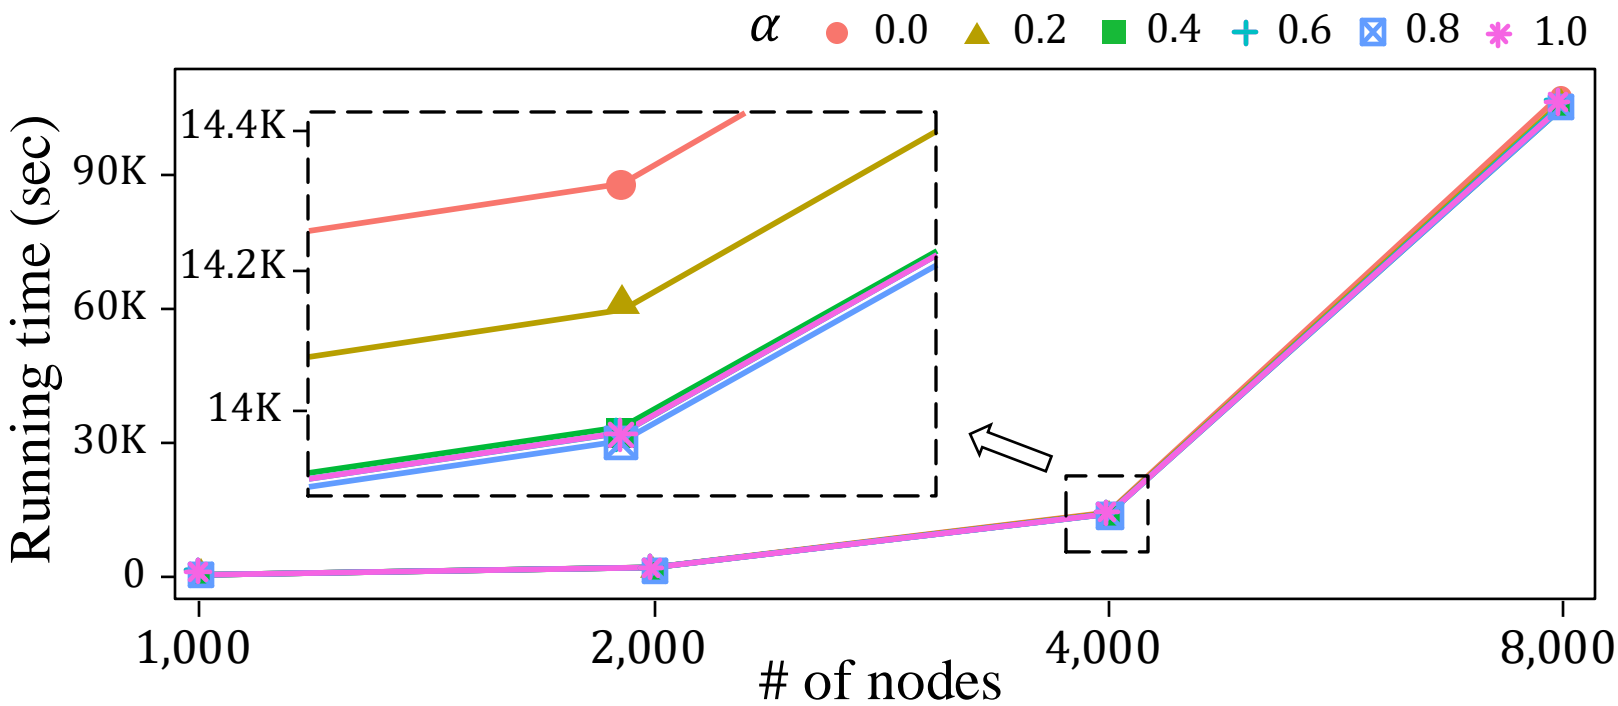 α 0.0 0.2 0.4 0.6 0.8 1.0
Running time (sec)
90K
60K
30K
0
14.4K
14.2K
14K
1,000 2,000 4,000 8,000
# of nodes